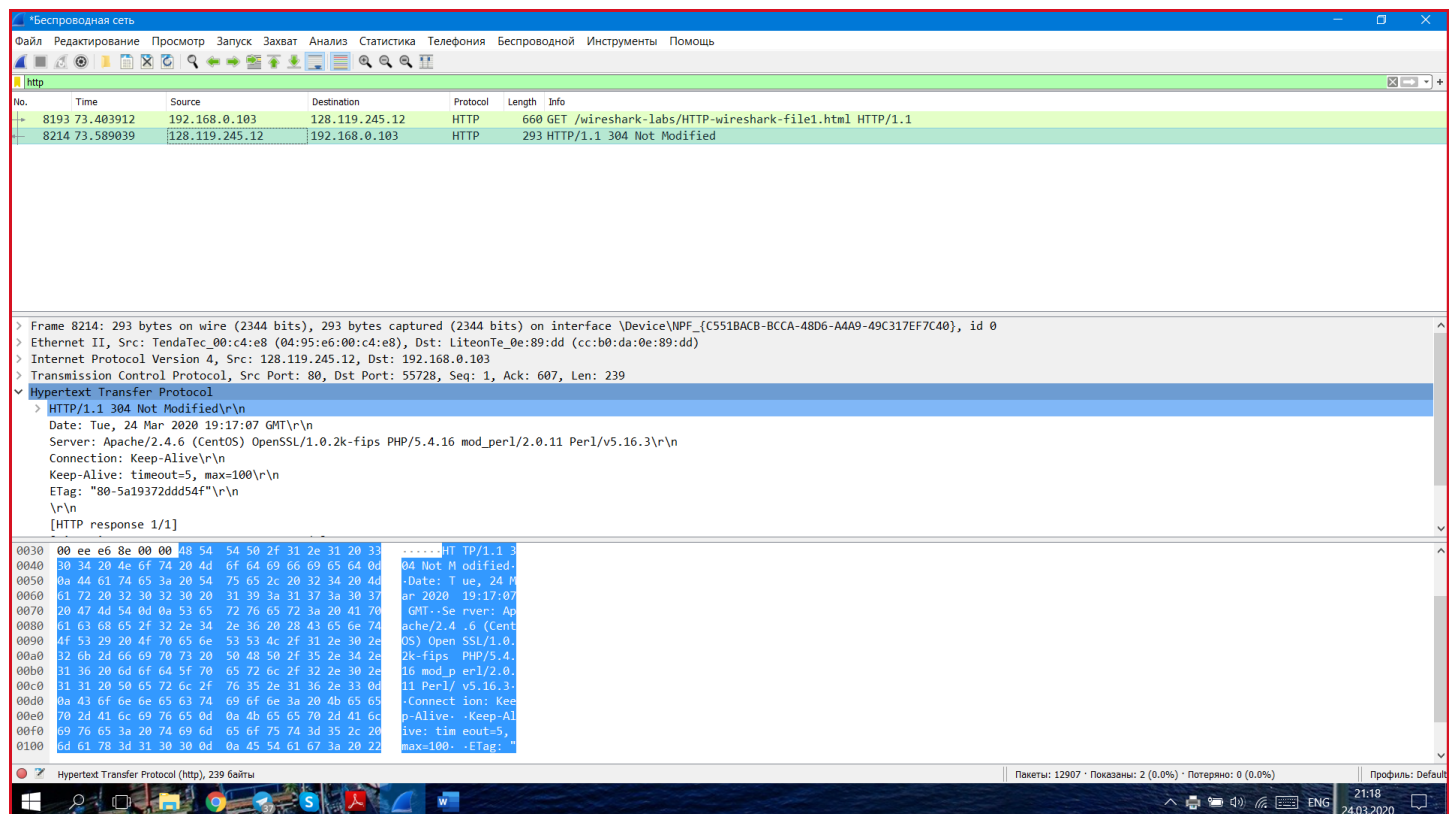 *Беспроводная сеть
Файл Редактирование Просмотр Запуск Захват Анализ Статистика Телефония Беспроводной Инструменты Помощь
http
No. Time Source Destination Protocol Length Info
8193 73.403912 192.168.0.103 128.119.245.12 HTTP 660 GET /wireshark-labs/HTTP-wireshark-file1.html HTTP/1.1
8214 73.589039 128.119.245.12 192.168.0.103 HTTP 293 HTTP/1.1 304 Not Modified
Frame 8214: 293 bytes on wire (2344 bits), 293 bytes captured (2344 bits) on interface \Device\NPF_{C551BACB-BCCA-48D6-A4A9-49C317EF7C40}, id 0
Ethernet II, Src: TendaTec_00:c4:e8 (04:95:e6:00:c4:e8), Dst: LiteonTe_0e:89:dd (cc:b0:da:0e:89:dd)
Internet Protocol Version 4, Src: 128.119.245.12, Dst: 192.168.0.103
Transmission Control Protocol, Src Port: 80, Dst Port: 55728, Seq: 1, Ack: 607, Len: 239
Hypertext Transfer Protocol
HTTP/1.1 304 Not Modified\r\n
Date: Tue, 24 Mar 2020 19:17:07 GMT\r\n
Server: Apache/2.4.6 (CentOS) OpenSSL/1.0.2k-fips PHP/5.4.16 mod_perl/2.0.11 Perl/v5.16.3\r\n
Connection: Keep-Alive\r\n
Keep-Alive: timeout=5, max=100\r\n
ETag: "80-5a19372ddd54f"\r\n
\r\n
[HTTP response 1/1]
0030 00 ee e6 8e 00 00 48 54 54 50 2f 31 2e 31 20 33 ······HT TP/1.1 3
0040 30 34 20 4e 6f 74 20 4d 6f 64 69 66 69 65 64 0d 04 Not M odified·
0050 0a 44 61 74 65 3a 20 54 75 65 2c 20 32 34 20 4d ·Date: T ue, 24 M
0060 61 72 20 32 30 32 30 20 31 39 3a 31 37 3a 30 37 ar 2020 19:17:07
0070 20 47 4d 54 0d 0a 53 65 72 76 65 72 3a 20 41 70 GMT··Se rver: Ap
0080 61 63 68 65 2f 32 2e 34 2e 36 20 28 43 65 6e 74 ache/2.4 .6 (Cent
0090 4f 53 29 20 4f 70 65 6e 53 53 4c 2f 31 2e 30 2e OS) Open SSL/1.0.
00a0 32 6b 2d 66 69 70 73 20 50 48 50 2f 35 2e 34 2e 2k-fips PHP/5.4.
00b0 31 36 20 6d 6f 64 5f 70 65 72 6c 2f 32 2e 30 2e 16 mod_p erl/2.0.
00c0 31 31 20 50 65 72 6c 2f 76 35 2e 31 36 2e 33 0d 11 Perl/ v5.16.3·
00d0 0a 43 6f 6e 6e 65 63 74 69 6f 6e 3a 20 4b 65 65 ·Connect ion: Kee
00e0 70 2d 41 6c 69 76 65 0d 0a 4b 65 65 70 2d 41 6c p-Alive· ·Keep-Al
00f0 69 76 65 3a 20 74 69 6d 65 6f 75 74 3d 35 2c 20 ive: tim eout=5,
0100 6d 61 78 3d 31 30 30 0d 0a 45 54 61 67 3a 20 22 max=100· ·ETag: "
Hypertext Transfer Protocol (http), 239 байты Пакеты: 12907 · Показаны: 2 (0.0%) · Потеряно: 0 (0.0%) Профиль: Default
37 ENG 21:18
24.03.2020